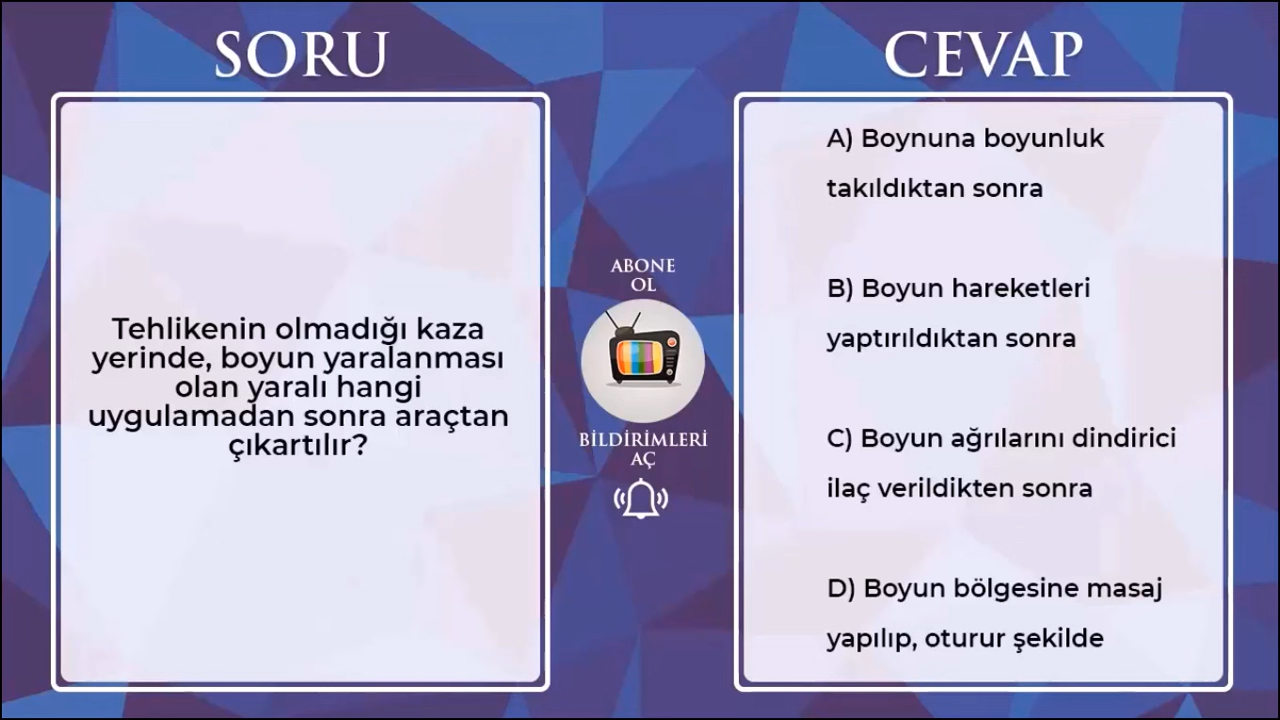 SORU
Tehlikenin olmadığı kaza
yerinde, boyun yaralanması
olan yaralı hangi
uygulamadan sonra araçtan
çıkartılır?
ABONE
OL
BİLDİRİMLERİ
AÇ
CEVAP
A) Boynuna boyunluk
takıldıktan sonra
B) Boyun hareketleri
yaptırıldıktan sonra
C) Boyun ağrılarını dindirici
ilaç verildikten sonra
D) Boyun bölgesine masaj
yapılıp, oturur şekilde